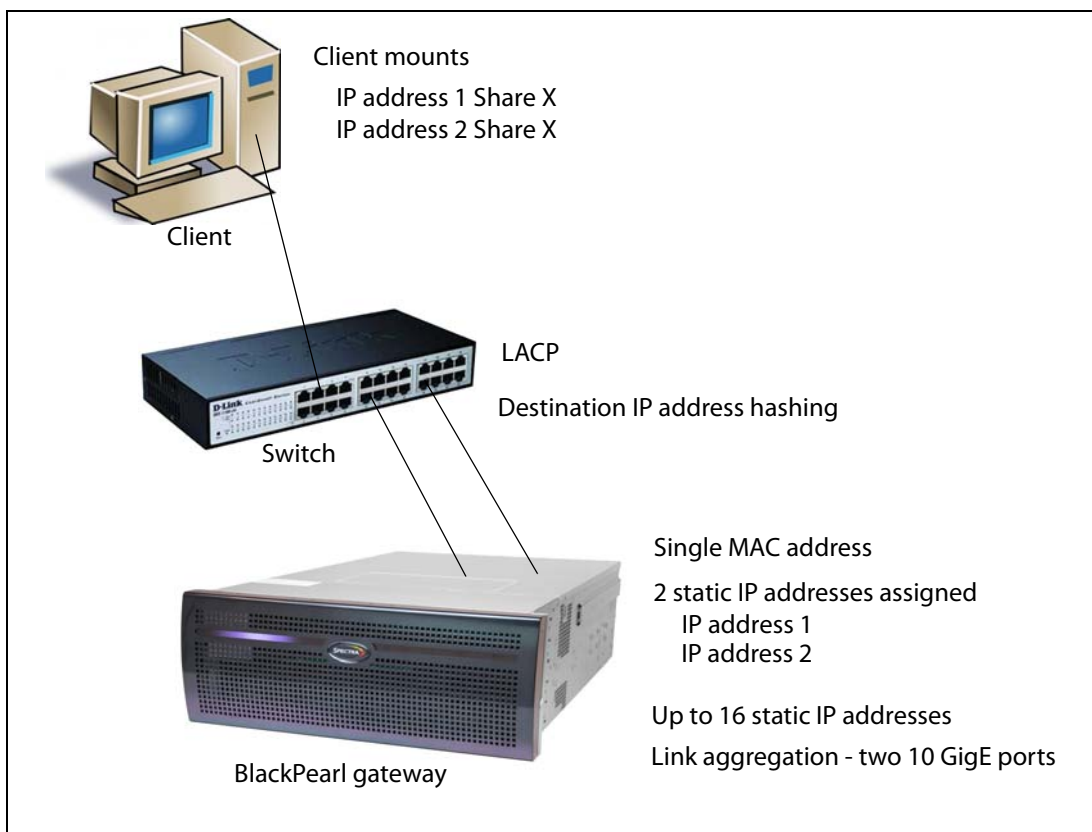 Client mounts
IP address 1 Share X
IP address 2 Share X
Client
LACP
Destination IP address hashing
D-Link
Switch
Single MAC address
2 static IP addresses assigned
IP address 1
IP address 2
SPECTRA
Up to 16 static IP addresses
Link aggregation - two 10 GigE ports
BlackPearl gateway